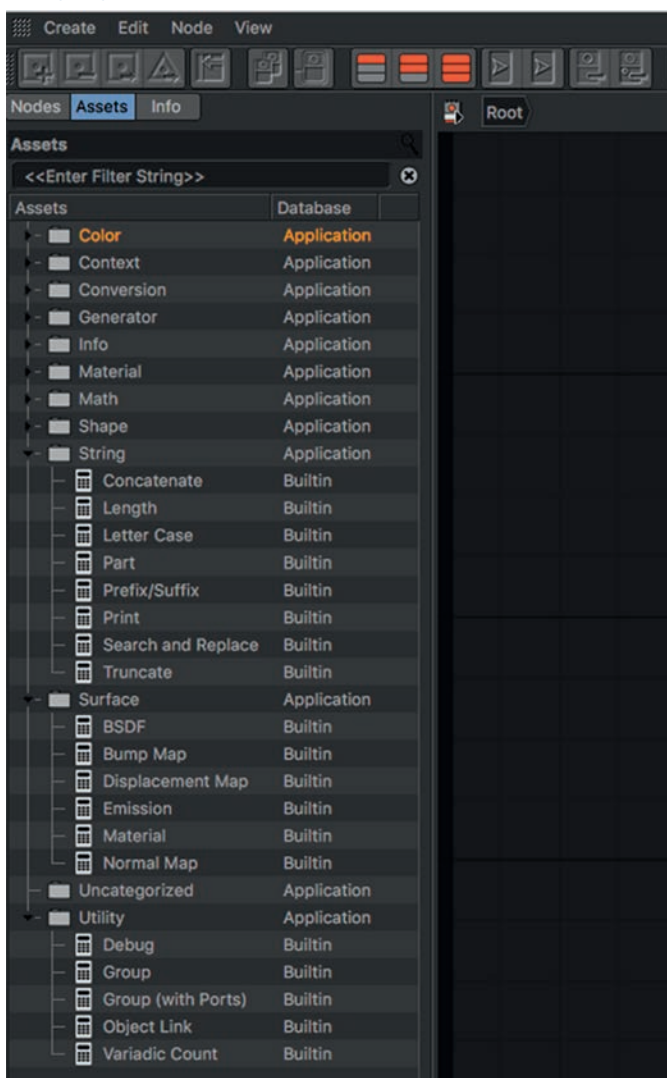 Create Edit Node View
Nodes Assets Info
Root
Assets
<<Enter Filter String>>
Assets Database
Color Application
Context Application
Conversion Application
Generator Application
Info Application
Material Application
Math Application
Shape Application
String Application
Concatenate Builtin
Length Builtin
Letter Case Builtin
Part Builtin
Prefix/Suffix Builtin
Print Builtin
Search and Replace Builtin
Truncate Builtin
Surface Application
BSDF Builtin
Bump Map Builtin
Displacement Map Builtin
Emission Builtin
Material Builtin
Normal Map Builtin
Uncategorized Application
Utility Application
Debug Builtin
Group Builtin
Group (with Ports) Builtin
Object Link Builtin
Variadic Count Builtin